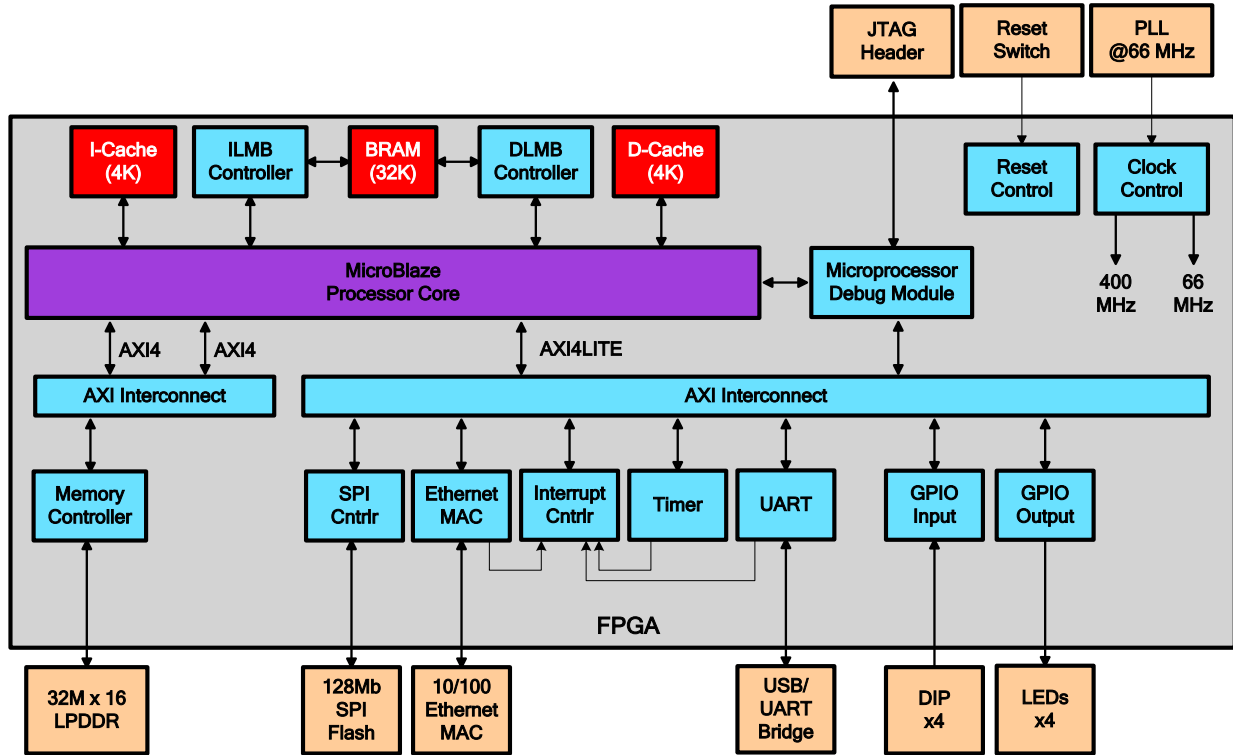 JTAG
Header
Reset
Switch
PLL
@66 MHz
I-Cache
(4K)
ILMB
Controller
BRAM
(32K)
DLMB
Controller
D-Cache
(4K)
Reset
Control
Clock
Control
MicroBlaze
Processor Core
Microprocessor
Debug Module
400
MHz
66
MHz
AXI4
AXI4
AXI4LITE
AXI Interconnect
AXI Interconnect
Memory
Controller
SPI
Cntrlr
Ethernet
MAC
Interrupt
Cntrlr
Timer
UART
GPIO
Input
GPIO
Output
FPGA
32M x 16
LPDDR
128Mb
SPI
Flash
10/100
Ethernet
MAC
USB/
UART
Bridge
DIP
x4
LEDs
x4